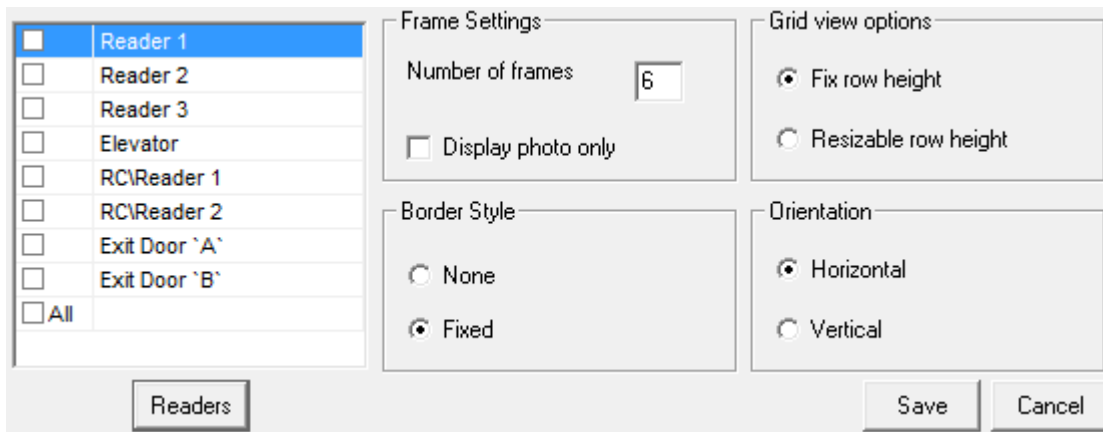 Reader 1
Reader 2
Reader 3
Elevator
RC\Reader 1
RC\Reader 2
Exit Door `A`
Exit Door `B`
All
Readers
Frame Settings
Number of frames 6
Display photo only
Border Style
None
Fixed
Grid view options
Fix row height
Resizable row height
Orientation
Horizontal
Vertical
Save Cancel